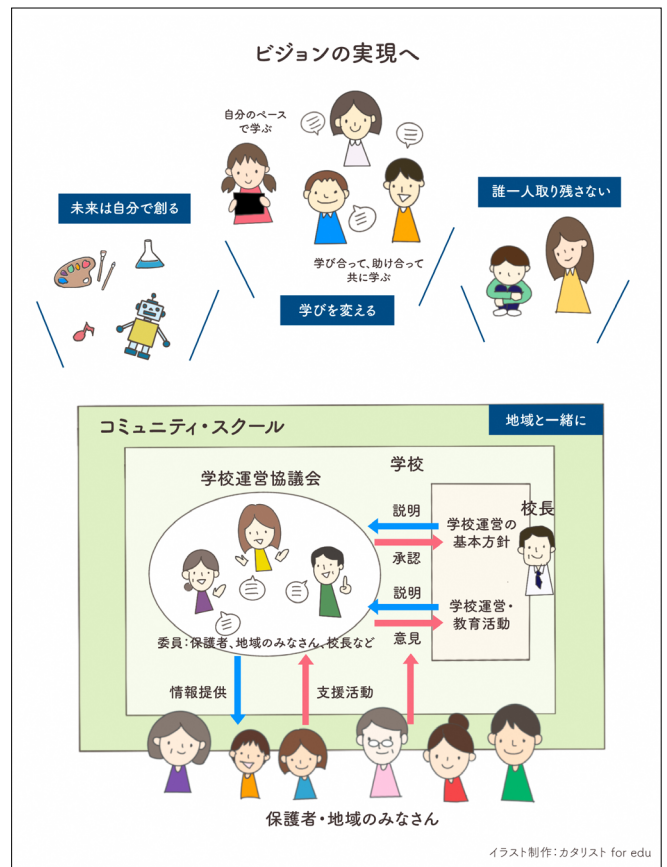 ビジョンの実現へ
自分のペース
で学ぶ
誰一人取り残さない
未来は自分で創る
学び合って、助け合って
共に学ぶ
学びを変える
地域と一緒に
コミュニティ・スクール
学校
学校運営協議会
校長
説明
学校運営の
基本方針
承認
説明
学校運営・
教育活動
意見
委員：保護者、地域のみなさん、校長など
情報提供
支援活動
保護者・地域のみなさん
イラスト制作：カタリスト for edu